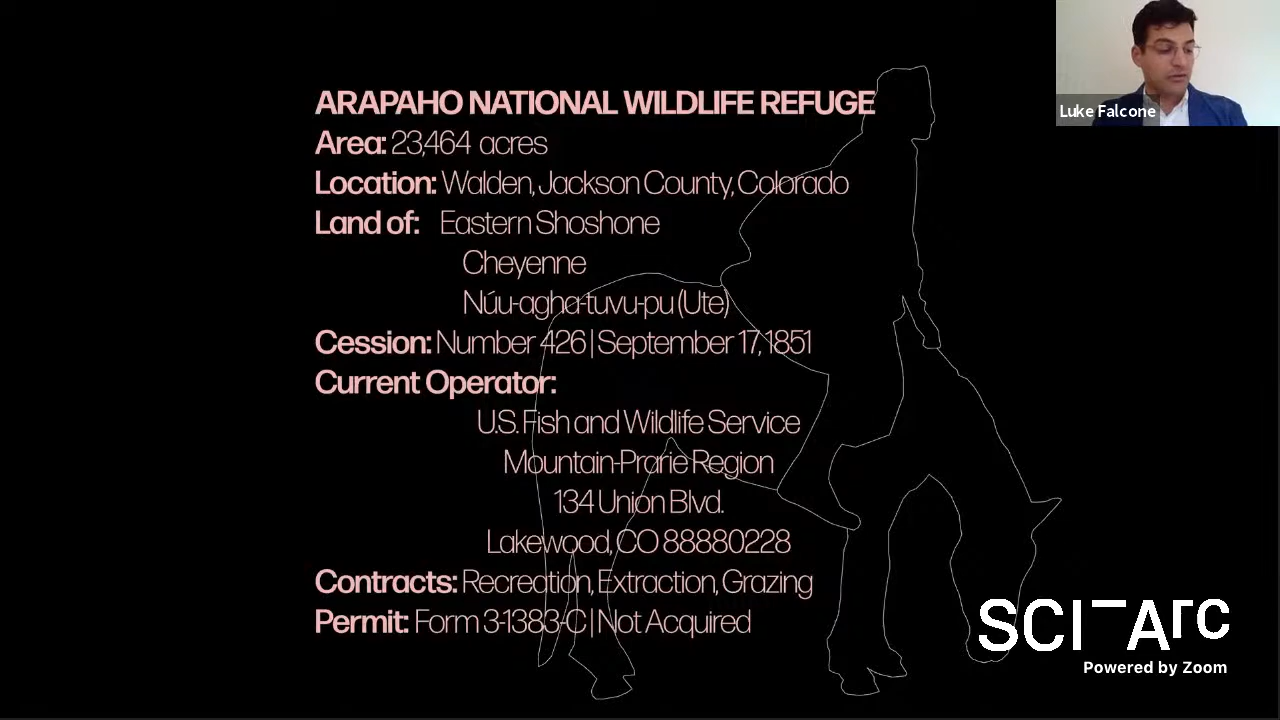 ARAPAHO NATIONAL WILDLIFE REFUGE
Area: 23,464 acres
Location: Walden, Jackson County, Colorado
Land of: Eastern Shoshone
Cheyenne
Núu-agha-tuvu-pu (Ute)
Cession: Number 426 | September 17, 1851
Current Operator:
U.S. Fish and Wildlife Service
Mountain-Prarie Region
134 Union Blvd.
Lakewood, CO 88880228
Contracts: Recreation, Extraction, Grazing
Permit: Form 3-1383-C | Not Acquired
Luke Falcone
SCI-Arc
Powered by Zoom